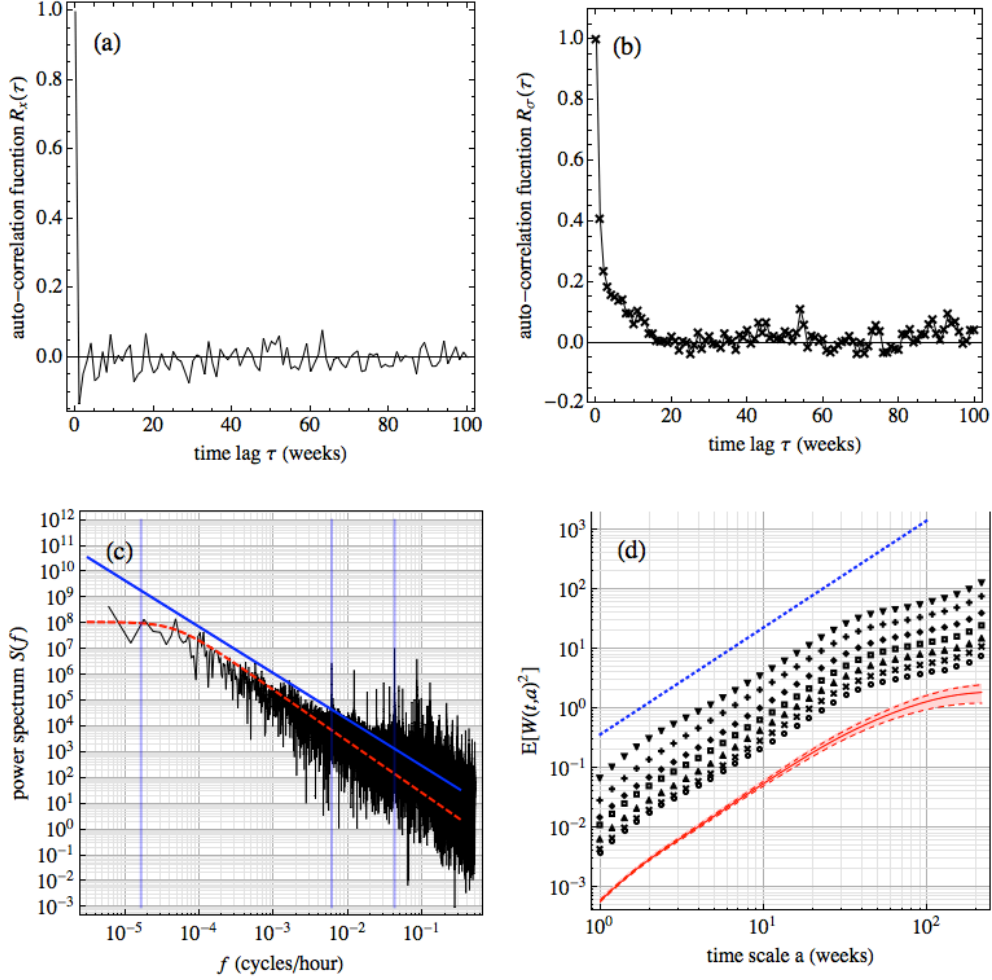 (a)
auto-correlation fucntion R_x(τ)
1.0
0.8
0.6
0.4
0.2
0.0
0 20 40 60 80 100
time lag τ (weeks)
(b)
auto-correlation fucntion R_σ(τ)
1.0
0.8
0.6
0.4
0.2
0.0
−0.2
0 20 40 60 80 100
time lag τ (weeks)
(c)
power spectrum S(f)
10^12
10^11
10^10
10^9
10^8
10^7
10^6
10^5
10^4
10^3
10^2
10^1
10^0
10^−1
10^−2
10^−3
10^−5 10^−4 10^−3 10^−2 10^−1
f (cycles/hour)
(d)
E[W(t,a)^2]
10^3
10^2
10^1
10^0
10^−1
10^−2
10^−3
10^0 10^1 10^2
time scale a (weeks)